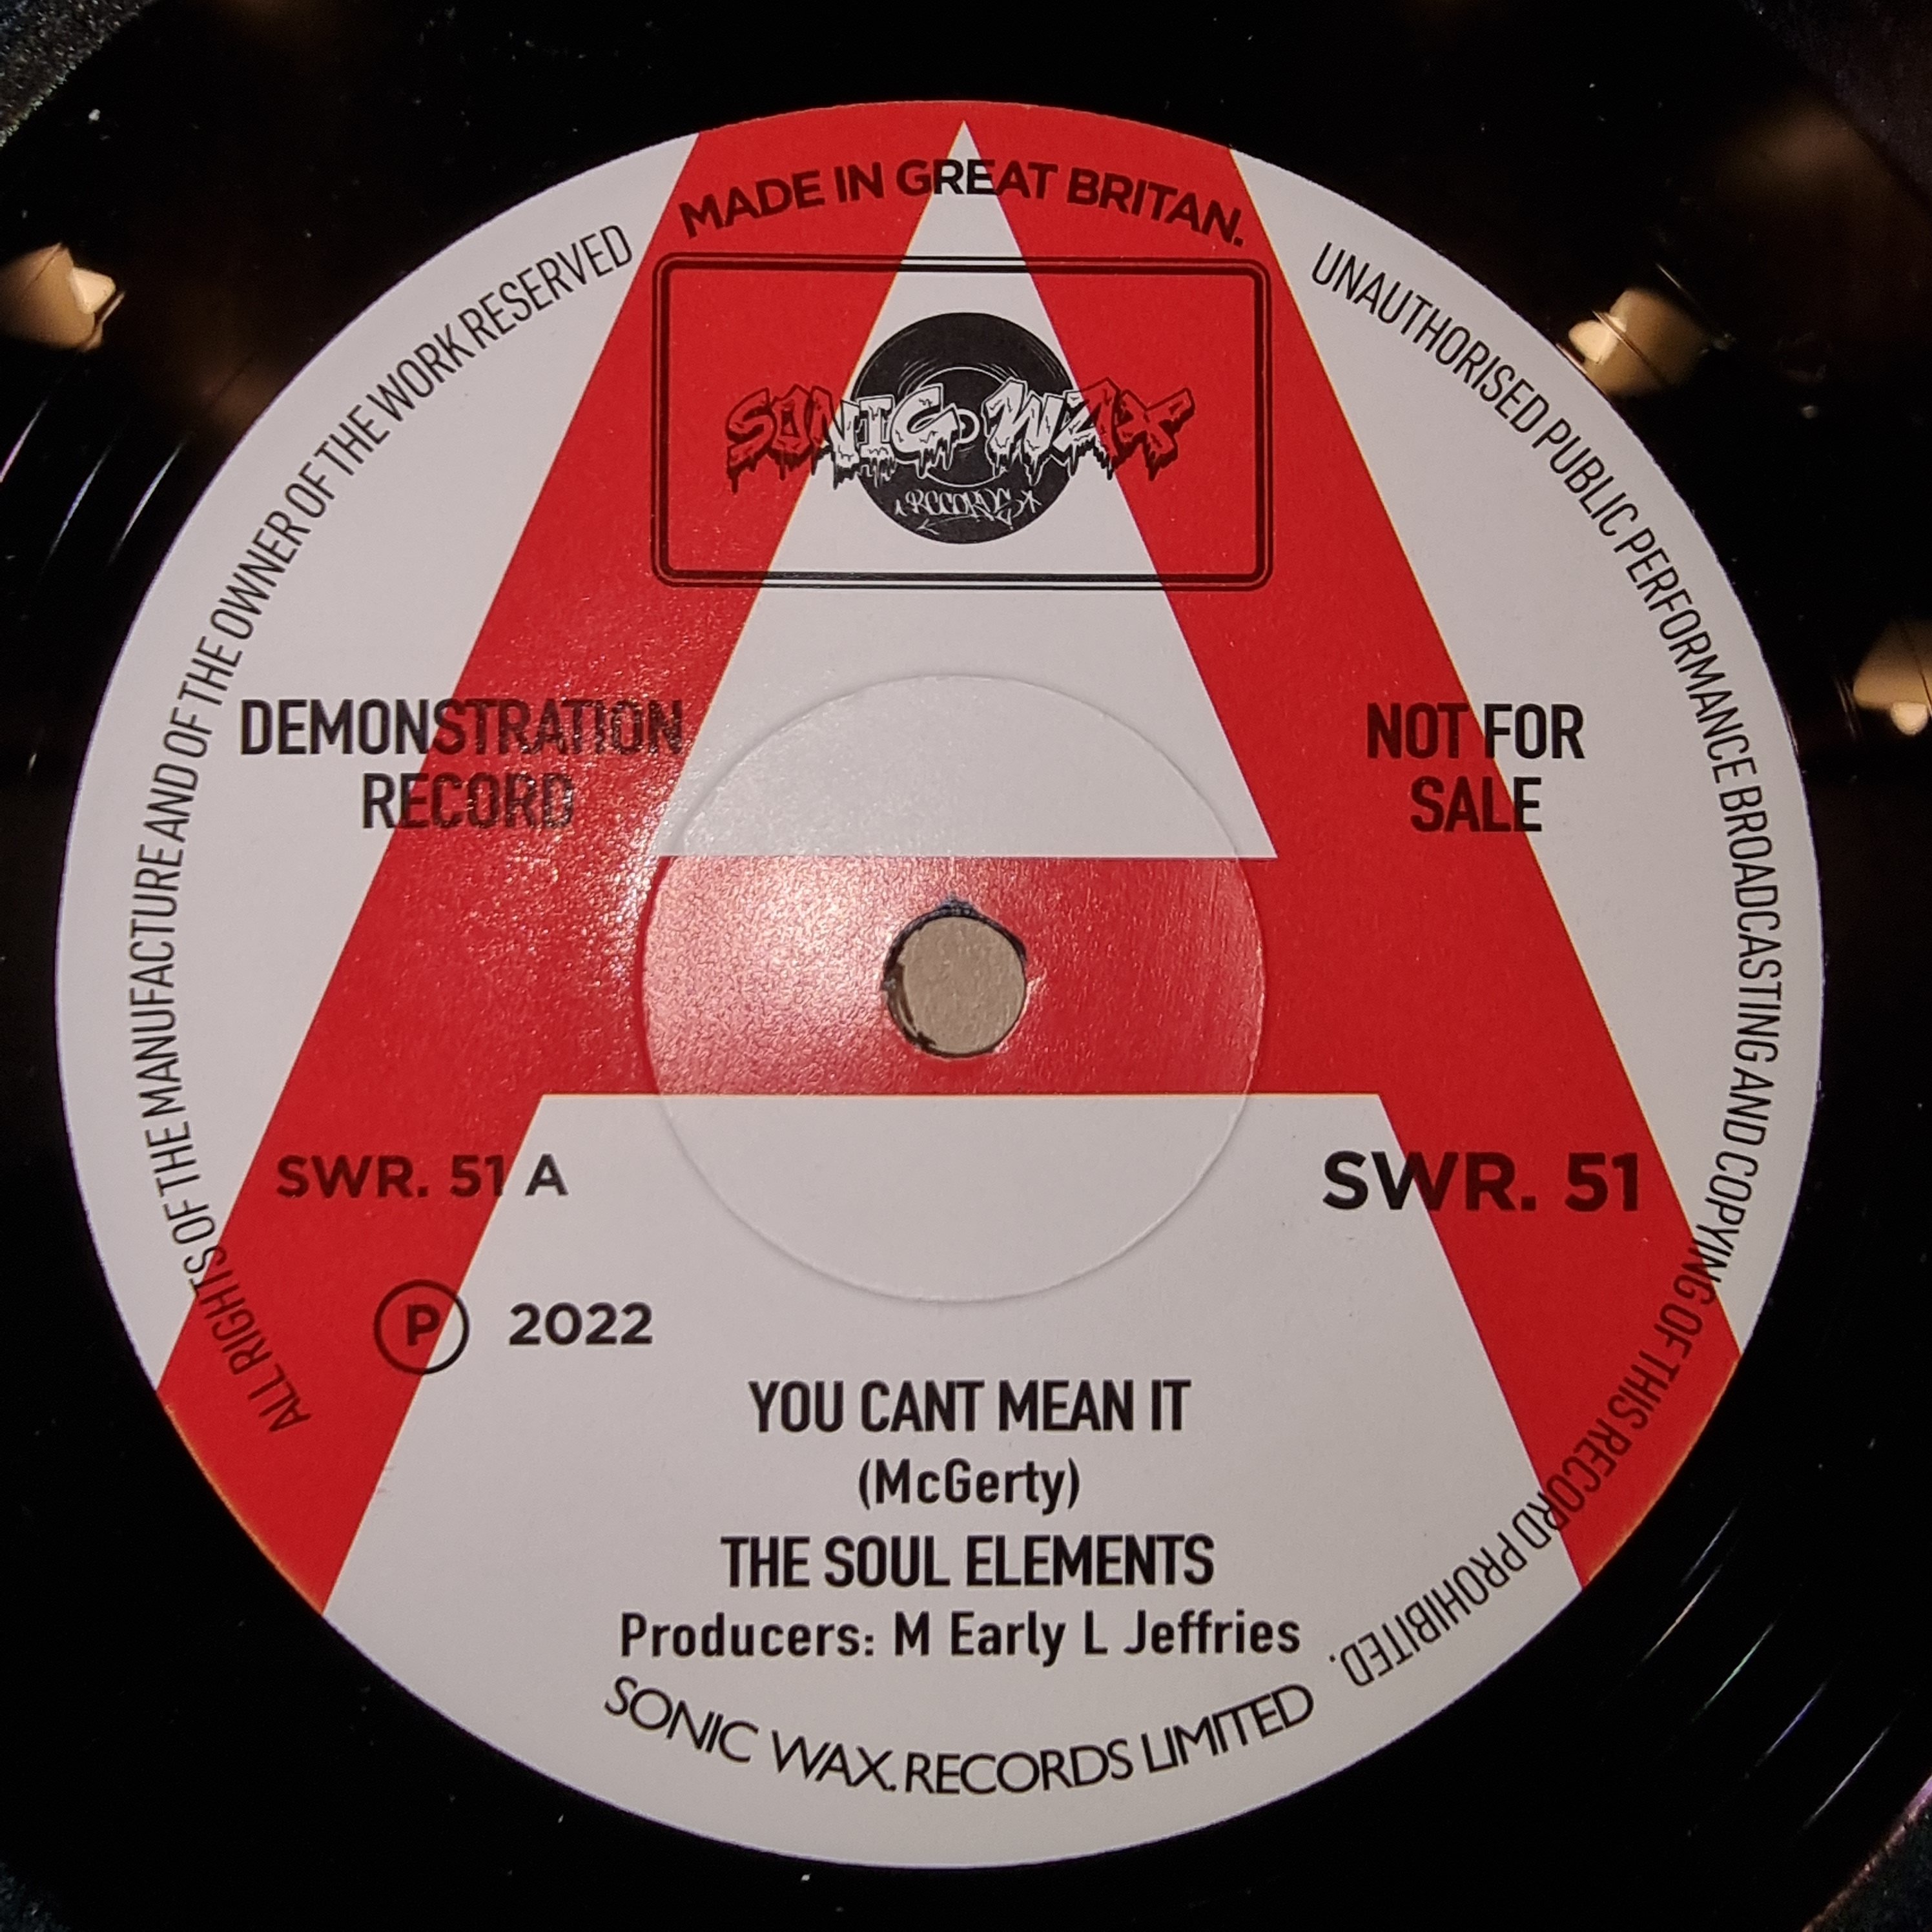 MADE IN GREAT BRITAN.
SONIC WAX
RECORDS
ALL RIGHTS OF THE MANUFACTURE AND OF THE OWNER OF THE WORK RESERVED
UNAUTHORISED PUBLIC PERFORMANCE BROADCASTING AND COPYING OF THIS RECORD PROHIBITED.
DEMONSTRATION
RECORD
NOT FOR
SALE
A
SWR. 51 A
SWR. 51
Ⓟ 2022
YOU CANT MEAN IT
(McGerty)
THE SOUL ELEMENTS
Producers: M Early L Jeffries
SONIC WAX. RECORDS LIMITED